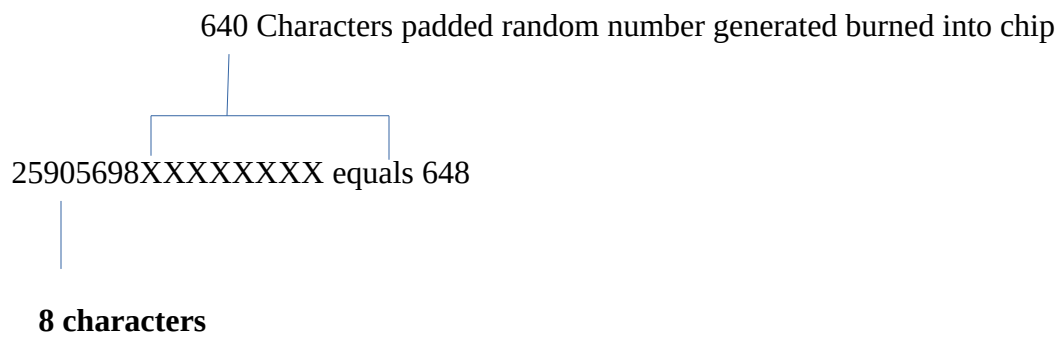 640 Characters padded random number generated burned into chip
25905698XXXXXXXX equals 648
8 characters